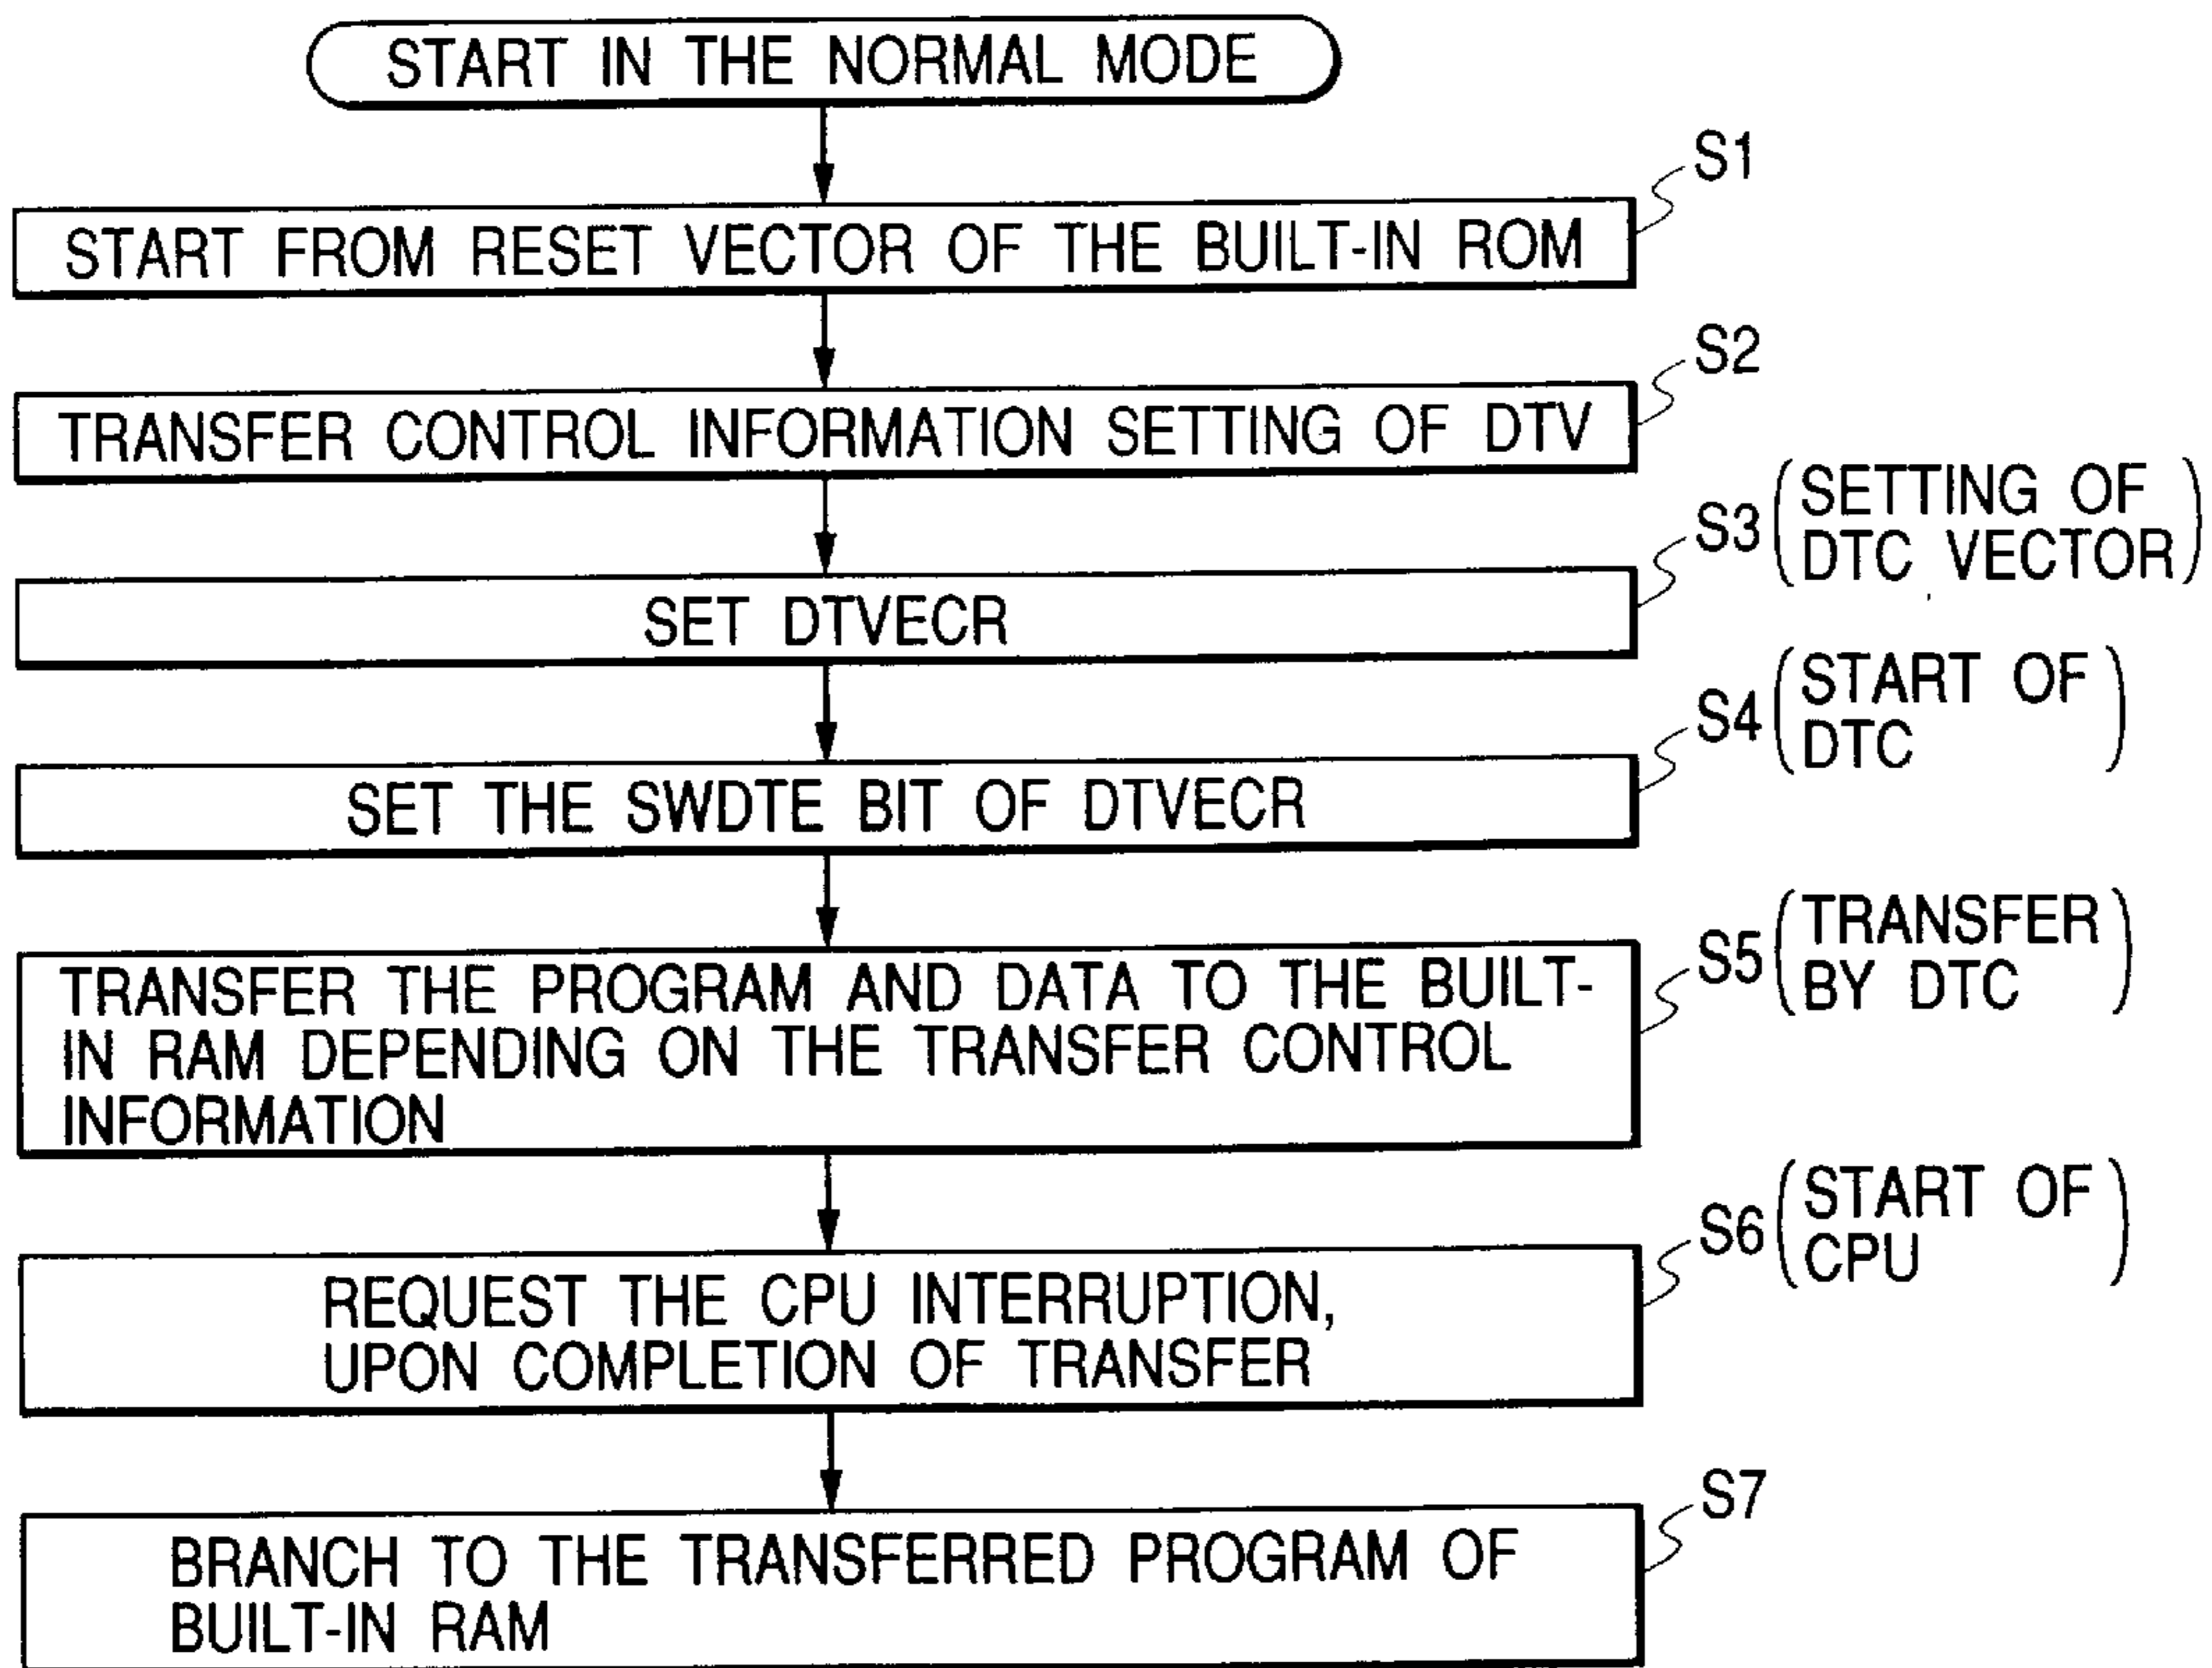 START IN THE NORMAL MODE
S1
START FROM RESET VECTOR OF THE BUILT-IN ROM
S2
TRANSFER CONTROL INFORMATION SETTING OF DTV
S3 (SETTING OF
DTC VECTOR)
SET DTVECR
S4 (START OF
DTC)
SET THE SWDTE BIT OF DTVECR
S5 (TRANSFER
BY DTC)
TRANSFER THE PROGRAM AND DATA TO THE BUILT-
IN RAM DEPENDING ON THE TRANSFER CONTROL
INFORMATION
S6 (START OF
CPU)
REQUEST THE CPU INTERRUPTION,
UPON COMPLETION OF TRANSFER
S7
BRANCH TO THE TRANSFERRED PROGRAM OF
BUILT-IN RAM